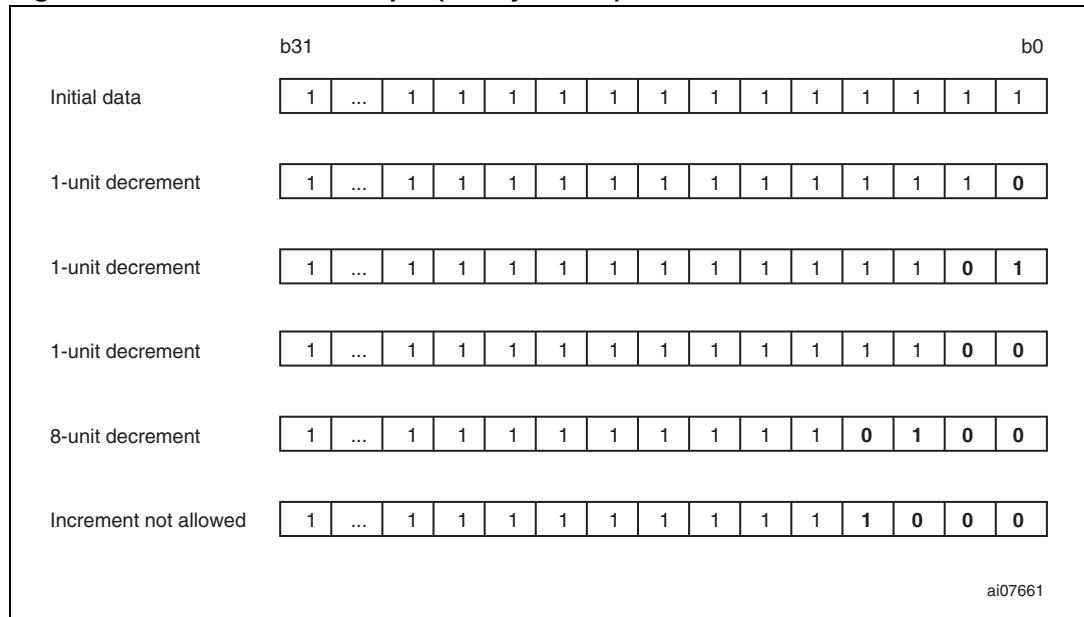 b31 b0
Initial data 1 ... 1 1 1 1 1 1 1 1 1 1 1 1 1
1-unit decrement 1 ... 1 1 1 1 1 1 1 1 1 1 1 1 0
1-unit decrement 1 ... 1 1 1 1 1 1 1 1 1 1 1 0 1
1-unit decrement 1 ... 1 1 1 1 1 1 1 1 1 1 1 0 0
8-unit decrement 1 ... 1 1 1 1 1 1 1 1 1 0 1 0 0
Increment not allowed 1 ... 1 1 1 1 1 1 1 1 1 1 0 0 0
ai07661